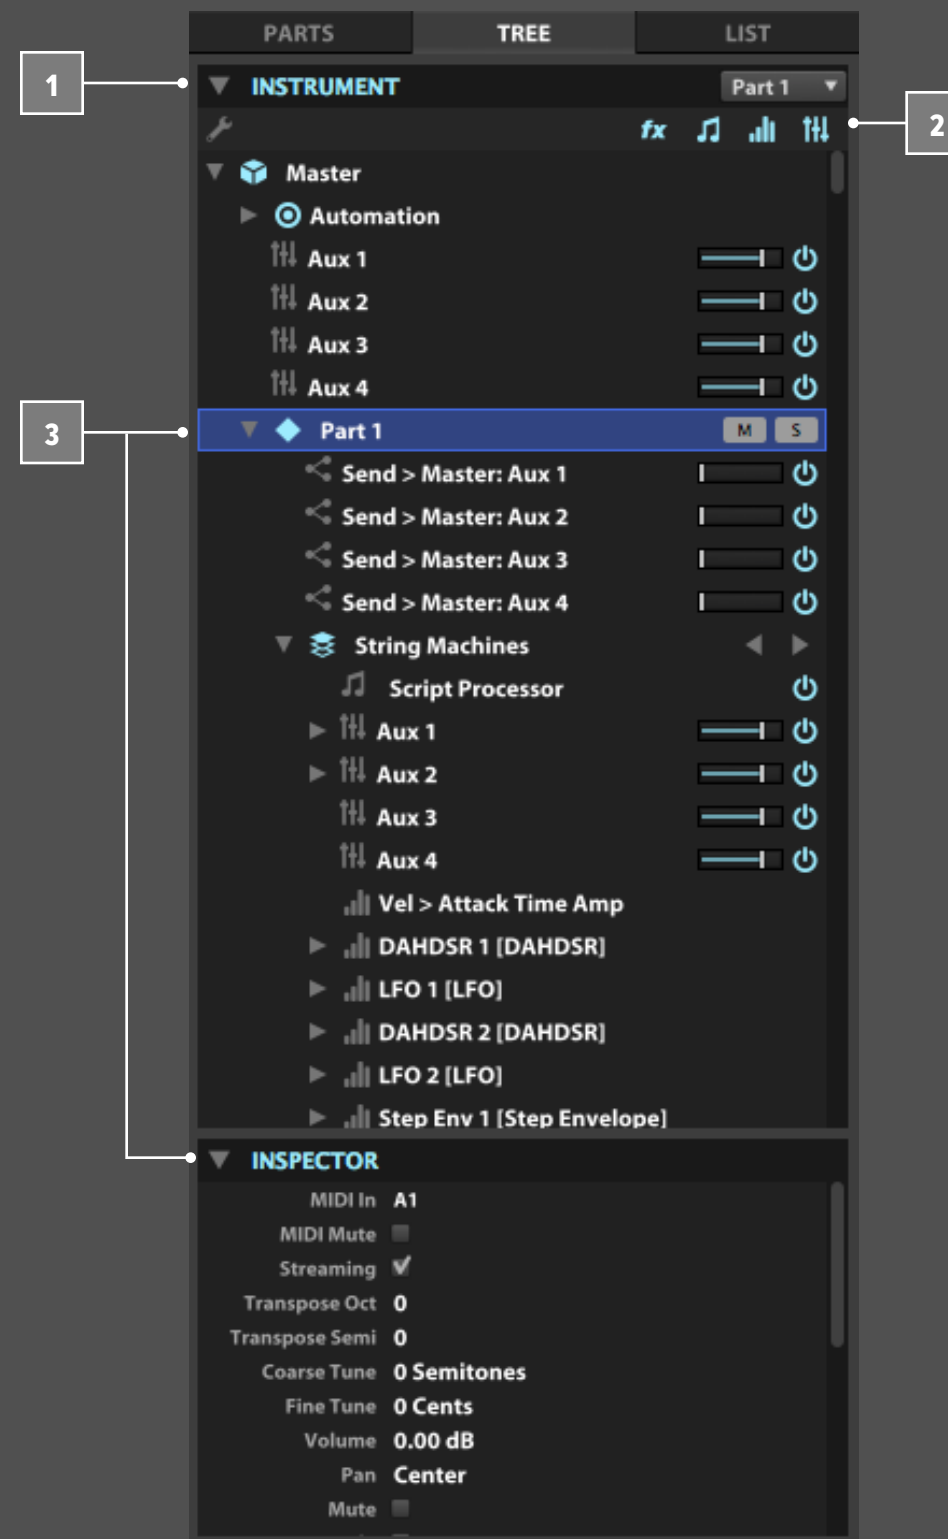 PARTS TREE LIST
1
INSTRUMENT Part 1
fx
2
Master
Automation
Aux 1
Aux 2
Aux 3
Aux 4
3
Part 1 M S
Send > Master: Aux 1
Send > Master: Aux 2
Send > Master: Aux 3
Send > Master: Aux 4
String Machines
Script Processor
Aux 1
Aux 2
Aux 3
Aux 4
Vel > Attack Time Amp
DAHDSR 1 [DAHDSR]
LFO 1 [LFO]
DAHDSR 2 [DAHDSR]
LFO 2 [LFO]
Step Env 1 [Step Envelope]
INSPECTOR
MIDI In A1
MIDI Mute
Streaming
Transpose Oct 0
Transpose Semi 0
Coarse Tune 0 Semitones
Fine Tune 0 Cents
Volume 0.00 dB
Pan Center
Mute